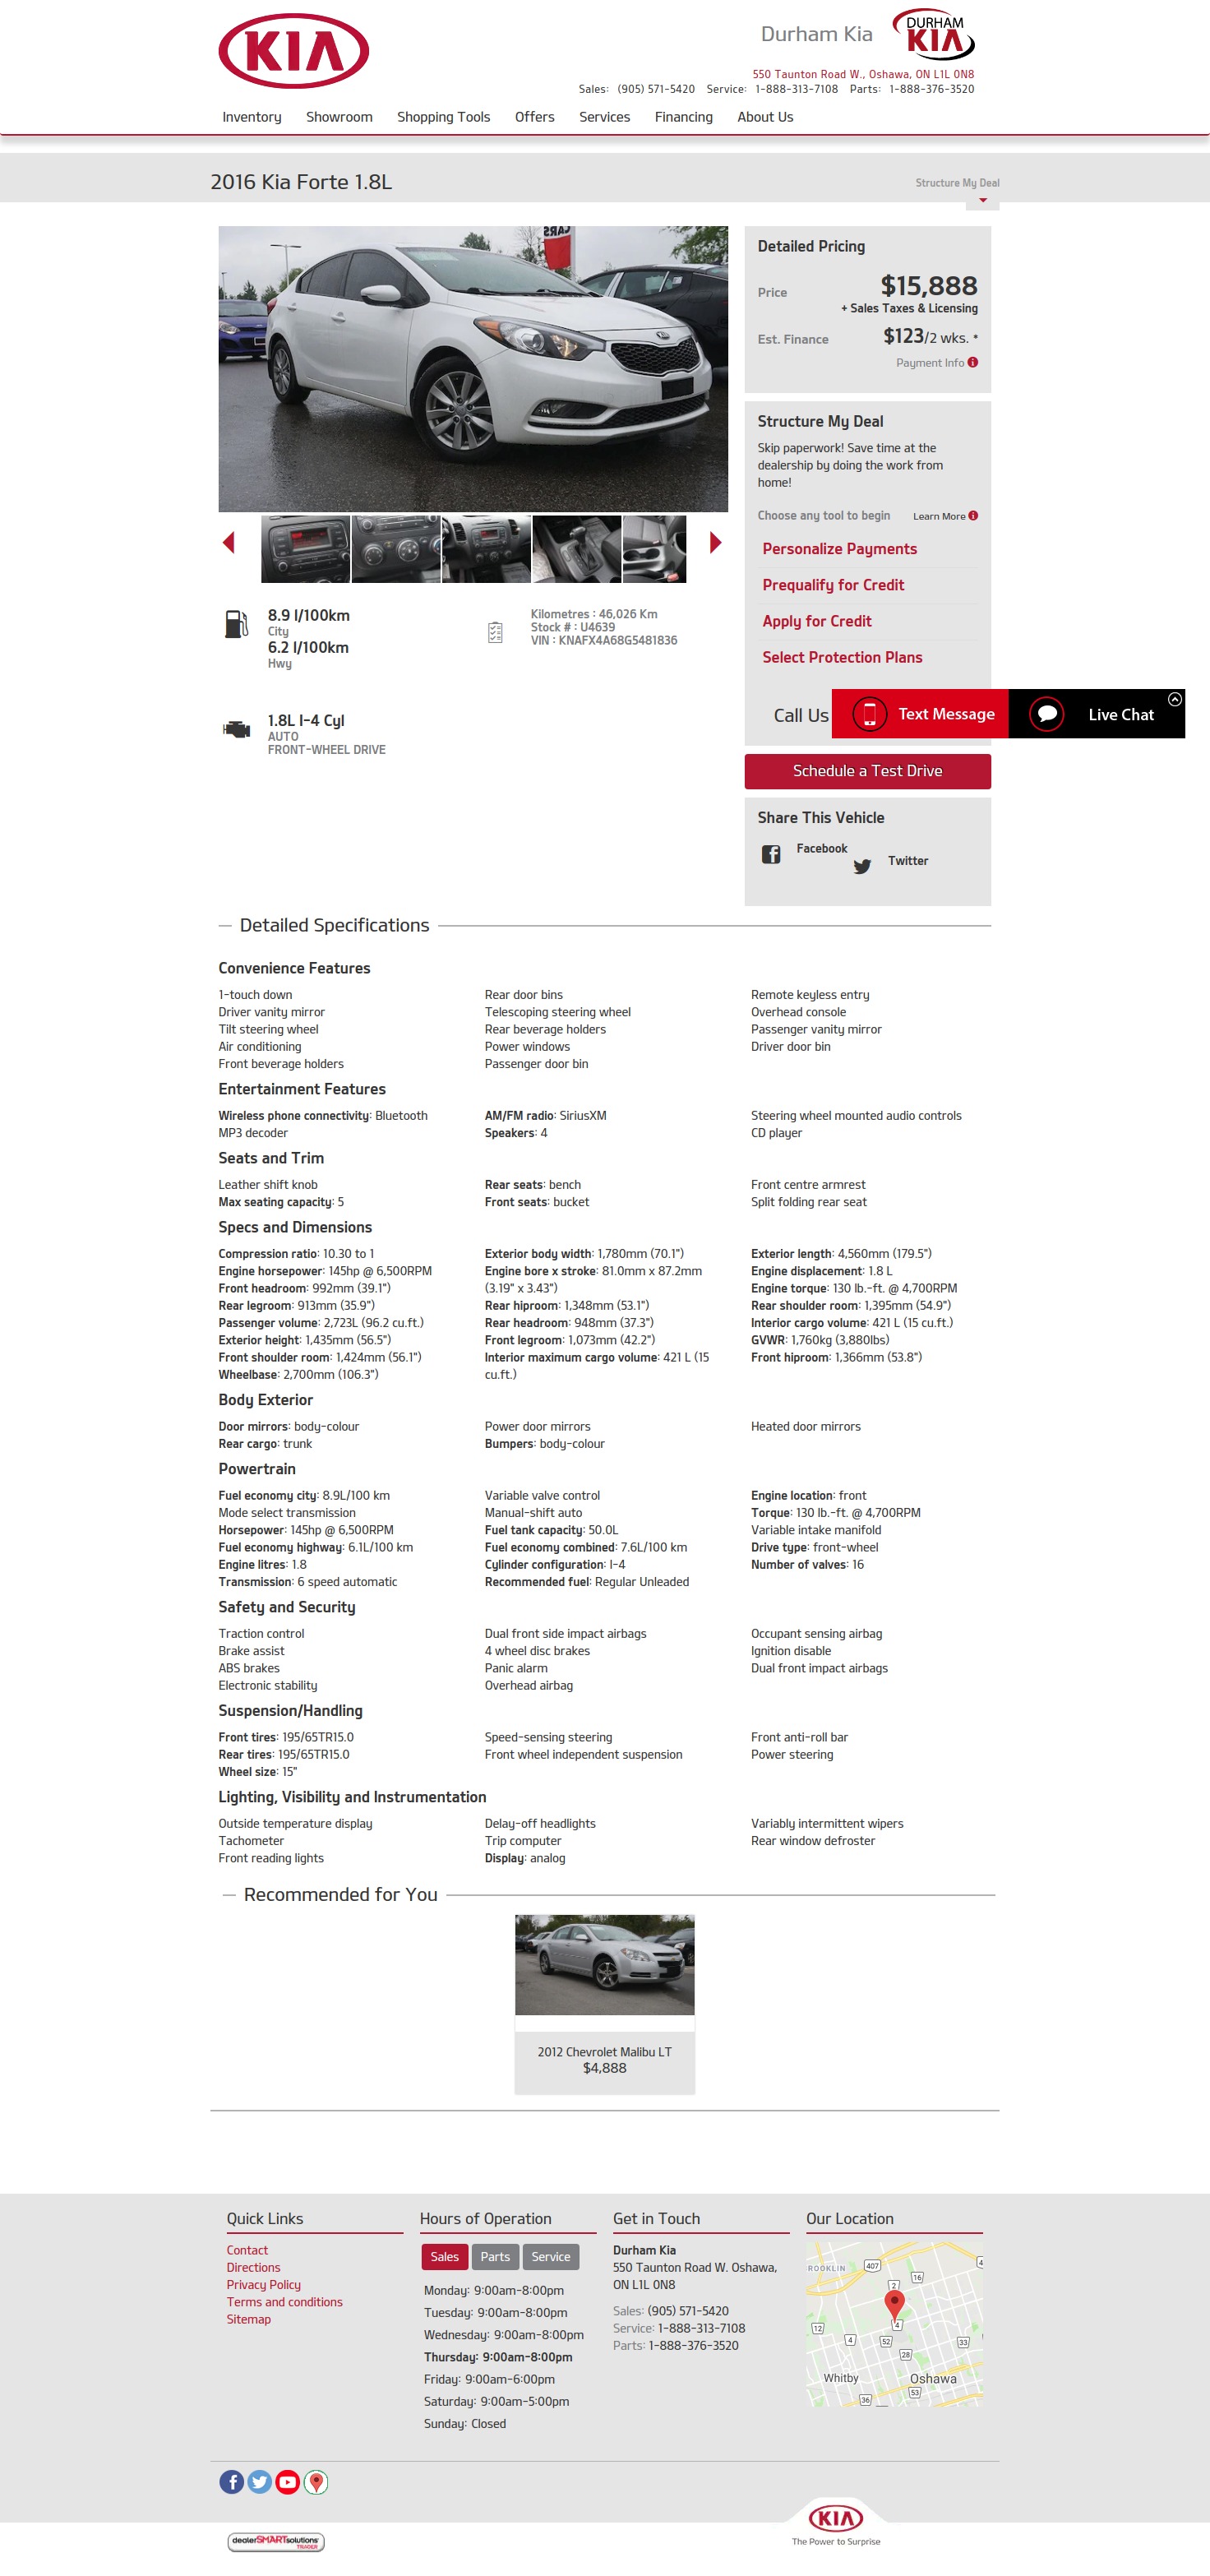 KIA
Durham Kia
DURHAM
KIA
550 Taunton Road W., Oshawa, ON L1L 0N8
Sales: (905) 571-5420 Service: 1-888-313-7108 Parts: 1-888-376-3520
Inventory Showroom Shopping Tools Offers Services Financing About Us
2016 Kia Forte 1.8L
Structure My Deal
Detailed Pricing
Price $15,888
+ Sales Taxes & Licensing
Est. Finance $123/2 wks. *
Payment Info
Structure My Deal
Skip paperwork! Save time at the
dealership by doing the work from
home!
Choose any tool to begin Learn More
Personalize Payments
Prequalify for Credit
Apply for Credit
Select Protection Plans
Call Us
Text Message
Live Chat
Schedule a Test Drive
Share This Vehicle
Facebook
Twitter
8.9 l/100km
City
6.2 l/100km
Hwy
Kilometres : 46,026 Km
Stock # : U4639
VIN : KNAFX4A68G5481836
1.8L I-4 Cyl
AUTO
FRONT-WHEEL DRIVE
Detailed Specifications
Convenience Features
1-touch down Rear door bins Remote keyless entry
Driver vanity mirror Telescoping steering wheel Overhead console
Tilt steering wheel Rear beverage holders Passenger vanity mirror
Air conditioning Power windows Driver door bin
Front beverage holders Passenger door bin
Entertainment Features
Wireless phone connectivity: Bluetooth AM/FM radio: SiriusXM Steering wheel mounted audio controls
MP3 decoder Speakers: 4 CD player
Seats and Trim
Leather shift knob Rear seats: bench Front centre armrest
Max seating capacity: 5 Front seats: bucket Split folding rear seat
Specs and Dimensions
Compression ratio: 10.30 to 1 Exterior body width: 1,780mm (70.1") Exterior length: 4,560mm (179.5")
Engine horsepower: 145hp @ 6,500RPM Engine bore x stroke: 81.0mm x 87.2mm Engine displacement: 1.8 L
Front headroom: 992mm (39.1") (3.19" x 3.43") Engine torque: 130 lb.-ft. @ 4,700RPM
Rear legroom: 913mm (35.9") Rear hiproom: 1,348mm (53.1") Rear shoulder room: 1,395mm (54.9")
Passenger volume: 2,723L (96.2 cu.ft.) Rear headroom: 948mm (37.3") Interior cargo volume: 421 L (15 cu.ft.)
Exterior height: 1,435mm (56.5") Front legroom: 1,073mm (42.2") GVWR: 1,760kg (3,880lbs)
Front shoulder room: 1,424mm (56.1") Interior maximum cargo volume: 421 L (15 Front hiproom: 1,366mm (53.8")
Wheelbase: 2,700mm (106.3") cu.ft.)
Body Exterior
Door mirrors: body-colour Power door mirrors Heated door mirrors
Rear cargo: trunk Bumpers: body-colour
Powertrain
Fuel economy city: 8.9L/100 km Variable valve control Engine location: front
Mode select transmission Manual-shift auto Torque: 130 lb.-ft. @ 4,700RPM
Horsepower: 145hp @ 6,500RPM Fuel tank capacity: 50.0L Variable intake manifold
Fuel economy highway: 6.1L/100 km Fuel economy combined: 7.6L/100 km Drive type: front-wheel
Engine litres: 1.8 Cylinder configuration: I-4 Number of valves: 16
Transmission: 6 speed automatic Recommended fuel: Regular Unleaded
Safety and Security
Traction control Dual front side impact airbags Occupant sensing airbag
Brake assist 4 wheel disc brakes Ignition disable
ABS brakes Panic alarm Dual front impact airbags
Electronic stability Overhead airbag
Suspension/Handling
Front tires: 195/65TR15.0 Speed-sensing steering Front anti-roll bar
Rear tires: 195/65TR15.0 Front wheel independent suspension Power steering
Wheel size: 15"
Lighting, Visibility and Instrumentation
Outside temperature display Delay-off headlights Variably intermittent wipers
Tachometer Trip computer Rear window defroster
Front reading lights Display: analog
Recommended for You
2012 Chevrolet Malibu LT
$4,888
Quick Links
Contact
Directions
Privacy Policy
Terms and conditions
Sitemap
Hours of Operation
Sales Parts Service
Monday: 9:00am-8:00pm
Tuesday: 9:00am-8:00pm
Wednesday: 9:00am-8:00pm
Thursday: 9:00am-8:00pm
Friday: 9:00am-6:00pm
Saturday: 9:00am-5:00pm
Sunday: Closed
Get in Touch
Durham Kia
550 Taunton Road W. Oshawa,
ON L1L 0N8
Sales: (905) 571-5420
Service: 1-888-313-7108
Parts: 1-888-376-3520
Our Location
ROOKLIN 407 4
2 16
12 4 4
52 33
28
Whitby Oshawa
36 53
dealerSMARTsolutions
TRADER
KIA
The Power to Surprise